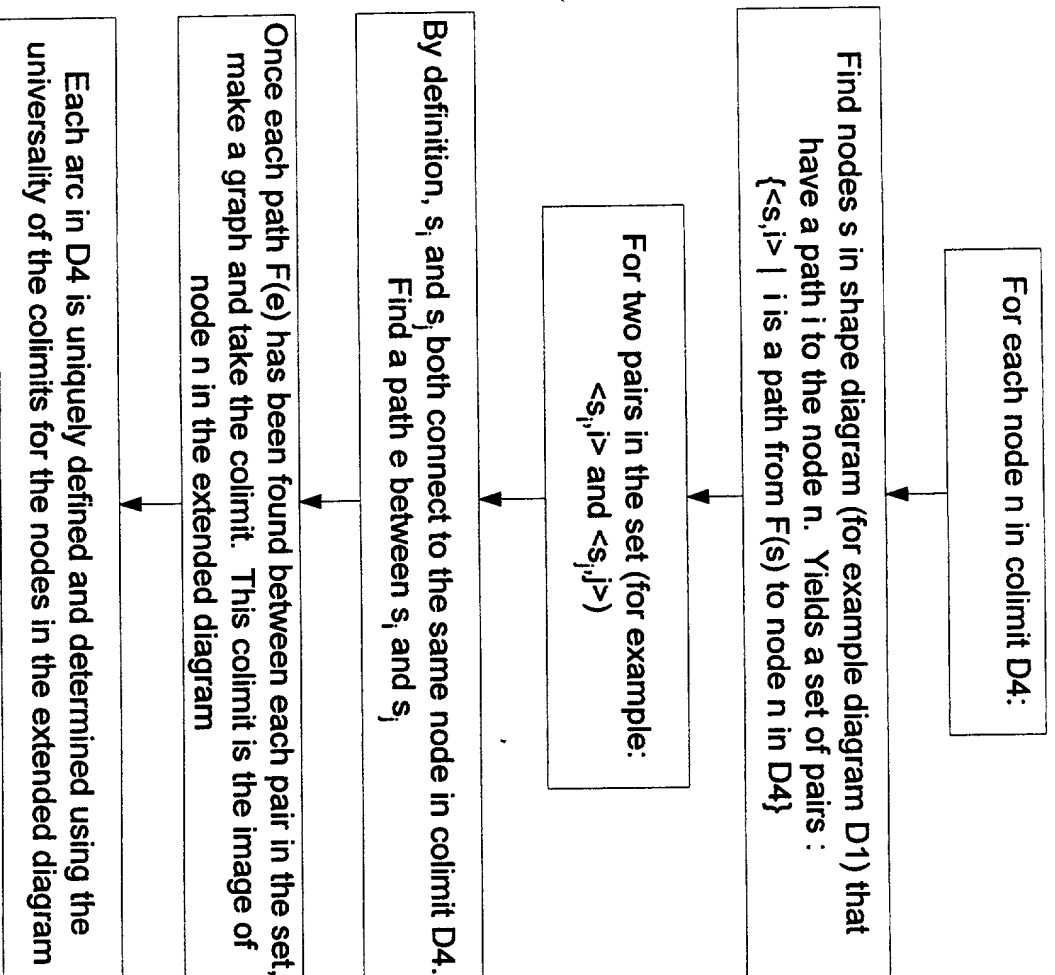 For each node n in colimit D4:
Find nodes s in shape diagram (for example diagram D1) that
have a path i to the node n. Yields a set of pairs :
{<s,i> | i is a path from F(s) to node n in D4}
For two pairs in the set (for example:
<sᵢ,i> and <sⱼ,j>)
By definition, sᵢ and sⱼ both connect to the same node in colimit D4.
Find a path e between sᵢ and sⱼ
Once each path F(e) has been found between each pair in the set,
make a graph and take the colimit. This colimit is the image of
node n in the extended diagram
Each arc in D4 is uniquely defined and determined using the
universality of the colimits for the nodes in the extended diagram